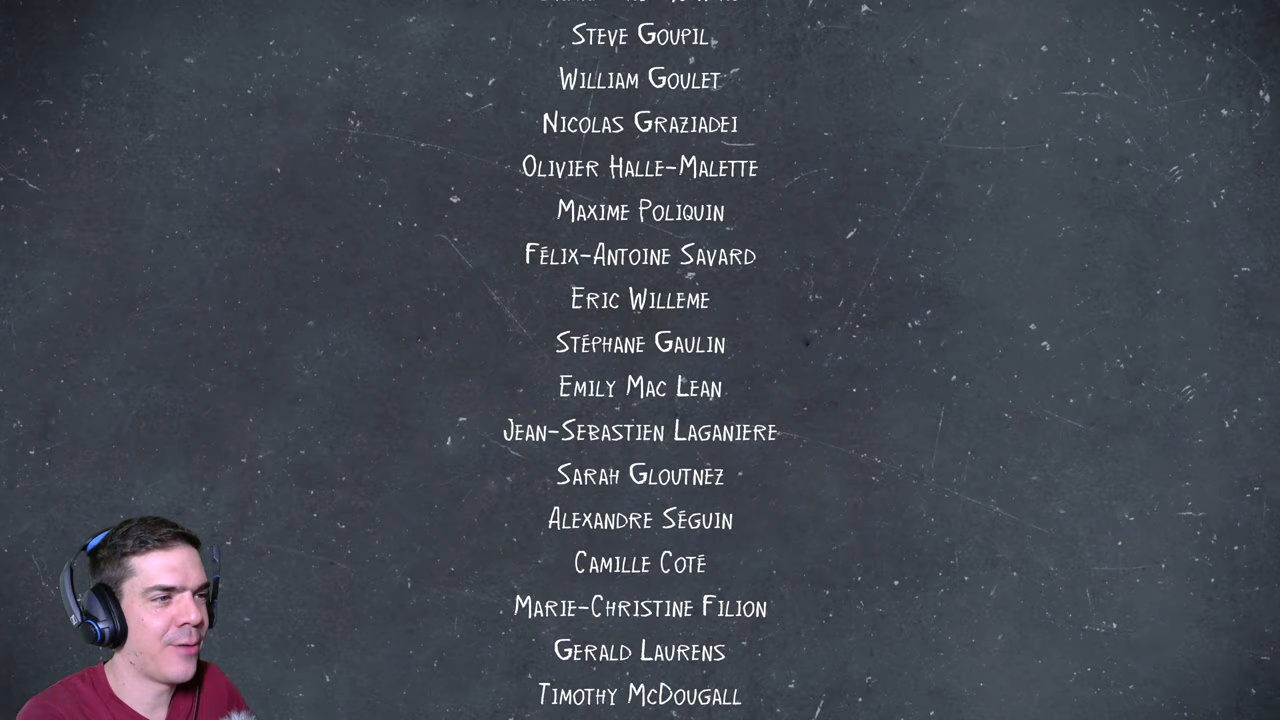 Steve Goupil
William Goulet
Nicolas Graziadei
Olivier Halle-Malette
Maxime Poliquin
Félix-Antoine Savard
Eric Willeme
Stéphane Gaulin
Emily Mac Lean
Jean-Sebastien Laganiere
Sarah Gloutnez
Alexandre Séguin
Camille Coté
Marie-Christine Filion
Gerald Laurens
Timothy McDougall